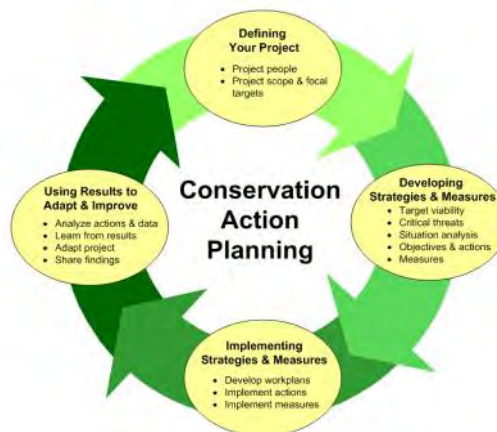 Defining
Your Project
• Project people
• Project scope & focal
targets
Developing
Strategies & Measures
• Target viability
• Critical threats
• Situation analysis
• Objectives & actions
• Measures
Implementing
Strategies & Measures
• Develop workplans
• Implement actions
• Implement measures
Using Results to
Adapt & Improve
• Analyze actions & data
• Learn from results
• Adapt project
• Share findings
Conservation
Action
Planning